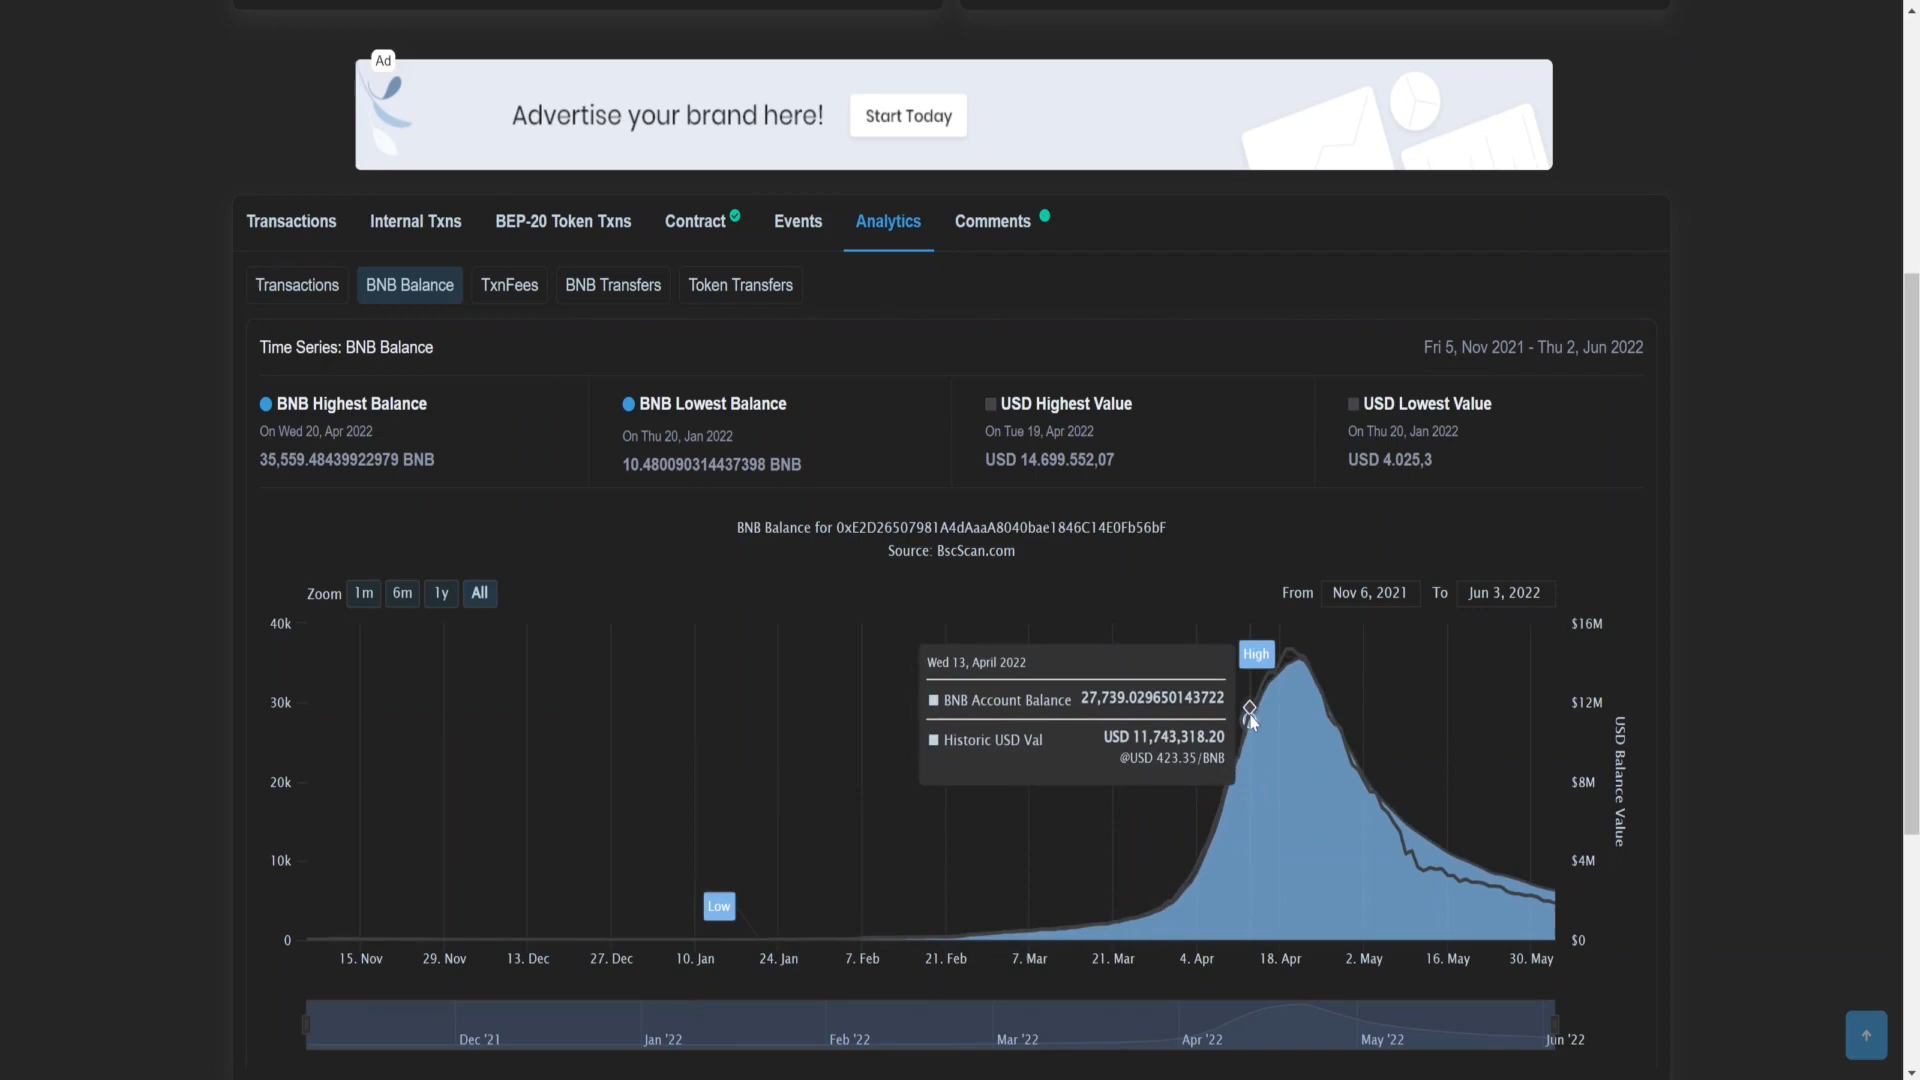 Ad
Advertise your brand here!
Start Today
Transactions Internal Txns BEP-20 Token Txns Contract Events Analytics Comments
Transactions BNB Balance TxnFees BNB Transfers Token Transfers
Time Series: BNB Balance
Fri 5, Nov 2021 - Thu 2, Jun 2022
BNB Highest Balance
On Wed 20, Apr 2022
35,559.48439922979 BNB
BNB Lowest Balance
On Thu 20, Jan 2022
10.480090314437398 BNB
USD Highest Value
On Tue 19, Apr 2022
USD 14.699.552,07
USD Lowest Value
On Thu 20, Jan 2022
USD 4.025,3
BNB Balance for 0xE2D26507981A4dAaaA8040bae1846C14E0Fb56bF
Source: BscScan.com
Zoom 1m 6m 1y All
From Nov 6, 2021 To Jun 3, 2022
40k
30k
20k
10k
0
$16M
$12M
$8M
$4M
$0
USD Balance Value
High
Wed 13, April 2022
BNB Account Balance 27,739.029650143722
Historic USD Val USD 11,743,318.20
@USD 423.35/BNB
Low
15. Nov 29. Nov 13. Dec 27. Dec 10. Jan 24. Jan 7. Feb 21. Feb 7. Mar 21. Mar 4. Apr 18. Apr 2. May 16. May 30. May
Dec '21 Jan '22 Feb '22 Mar '22 Apr '22 May '22 Jun '22